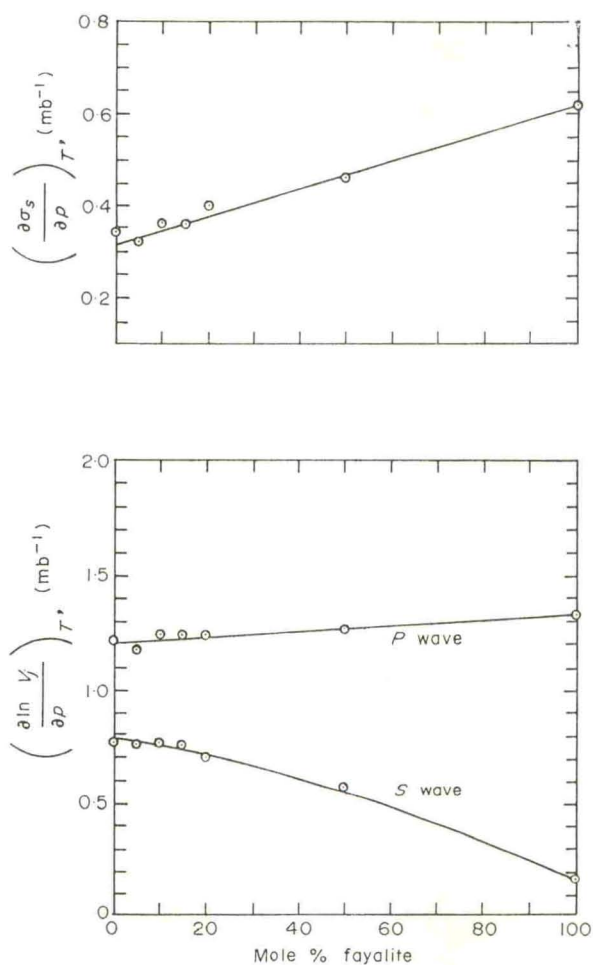 0·8
0·6
0·4
0·2
(∂σs/∂p)T, (mb⁻¹)
2·0
1·5
1·0
0·5
0
(∂ln Vj/∂p)T, (mb⁻¹)
P wave
S wave
0 20 40 60 80 100
Mole % fayalite